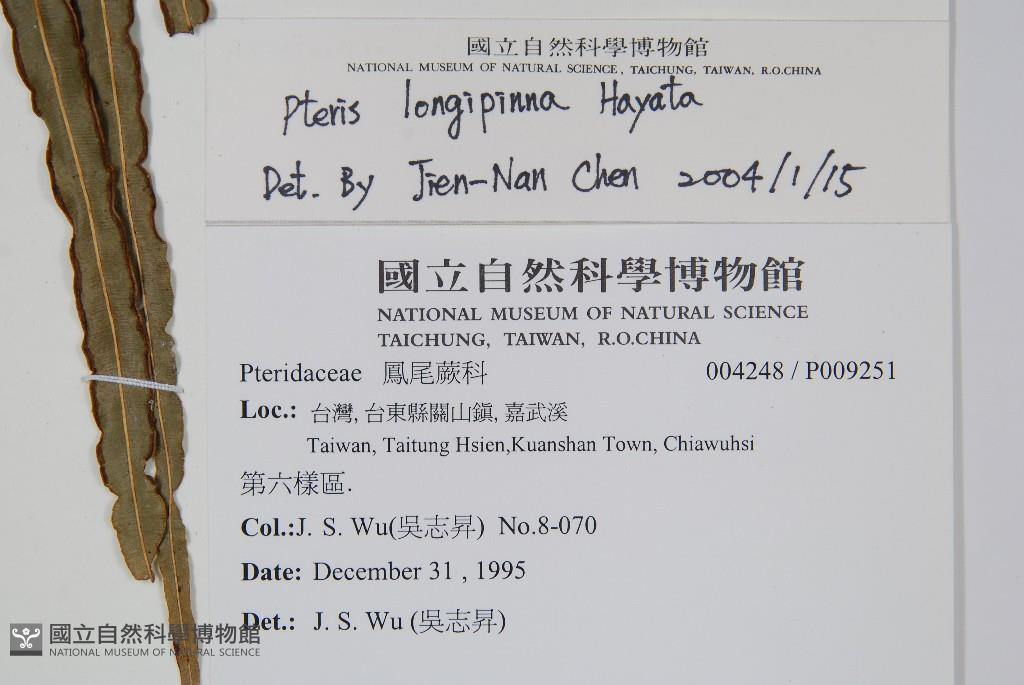 國立自然科學博物館
NATIONAL MUSEUM OF NATURAL SCIENCE, TAICHUNG, TAIWAN, R.O.CHINA
Pteris longipinna Hayata
Det. By Jien-Nan Chen 2004/1/15
國立自然科學博物館
NATIONAL MUSEUM OF NATURAL SCIENCE
TAICHUNG, TAIWAN, R.O.CHINA
Pteridaceae 鳳尾蕨科 004248 / P009251
Loc.: 台灣, 台東縣關山鎮, 嘉武溪
Taiwan, Taitung Hsien,Kuanshan Town, Chiawuhsi
第六樣區.
Col.:J. S. Wu(吳志昇) No.8-070
Date: December 31 , 1995
Det.: J. S. Wu (吳志昇)
國立自然科學博物館
NATIONAL MUSEUM OF NATURAL SCIENCE